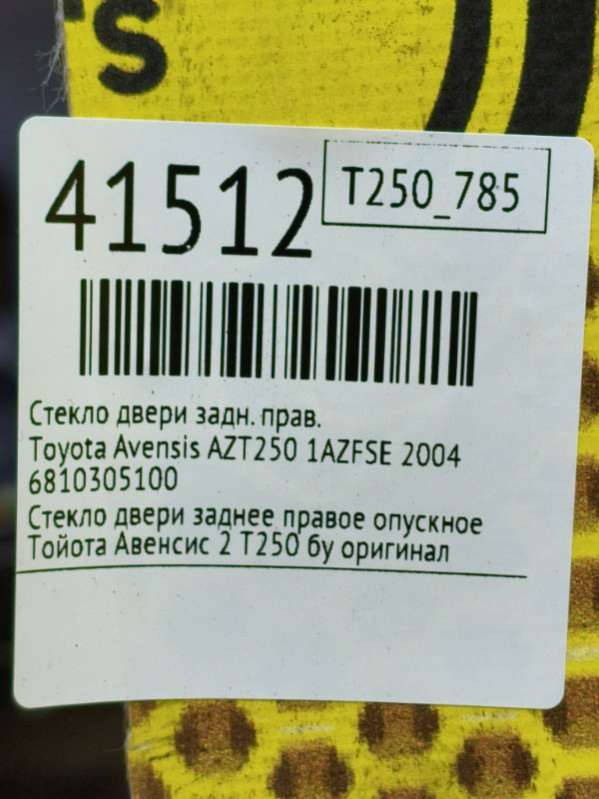 's
41512
T250_785
Стекло двери задн. прав.
Toyota Avensis AZT250 1AZFSE 2004
6810305100
Стекло двери заднее правое опускное
Тойота Авенсис 2 Т250 бу оригинал